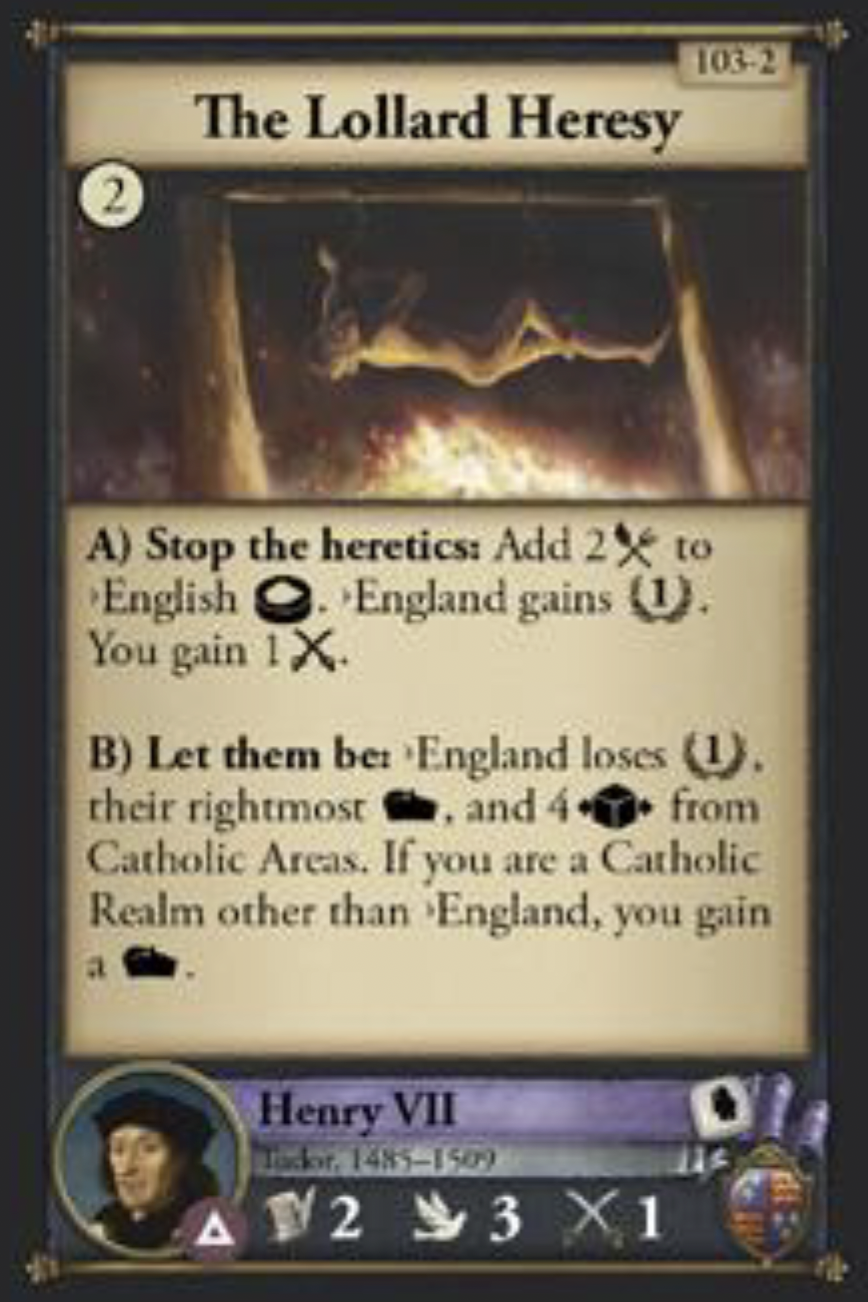 103-2
The Lollard Heresy
2
A) Stop the heretics: Add 2 to
›English . ›England gains (1).
You gain 1 .
B) Let them be: ›England loses (1),
their rightmost , and 4 from
Catholic Areas. If you are a Catholic
Realm other than ›England, you gain
a .
Henry VII
Tudor, 1485–1509
2 3 1